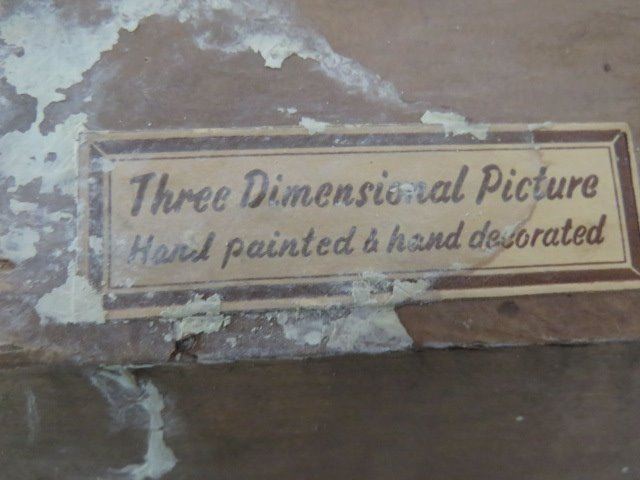 Three Dimensional Picture
Hand painted & hand decorated